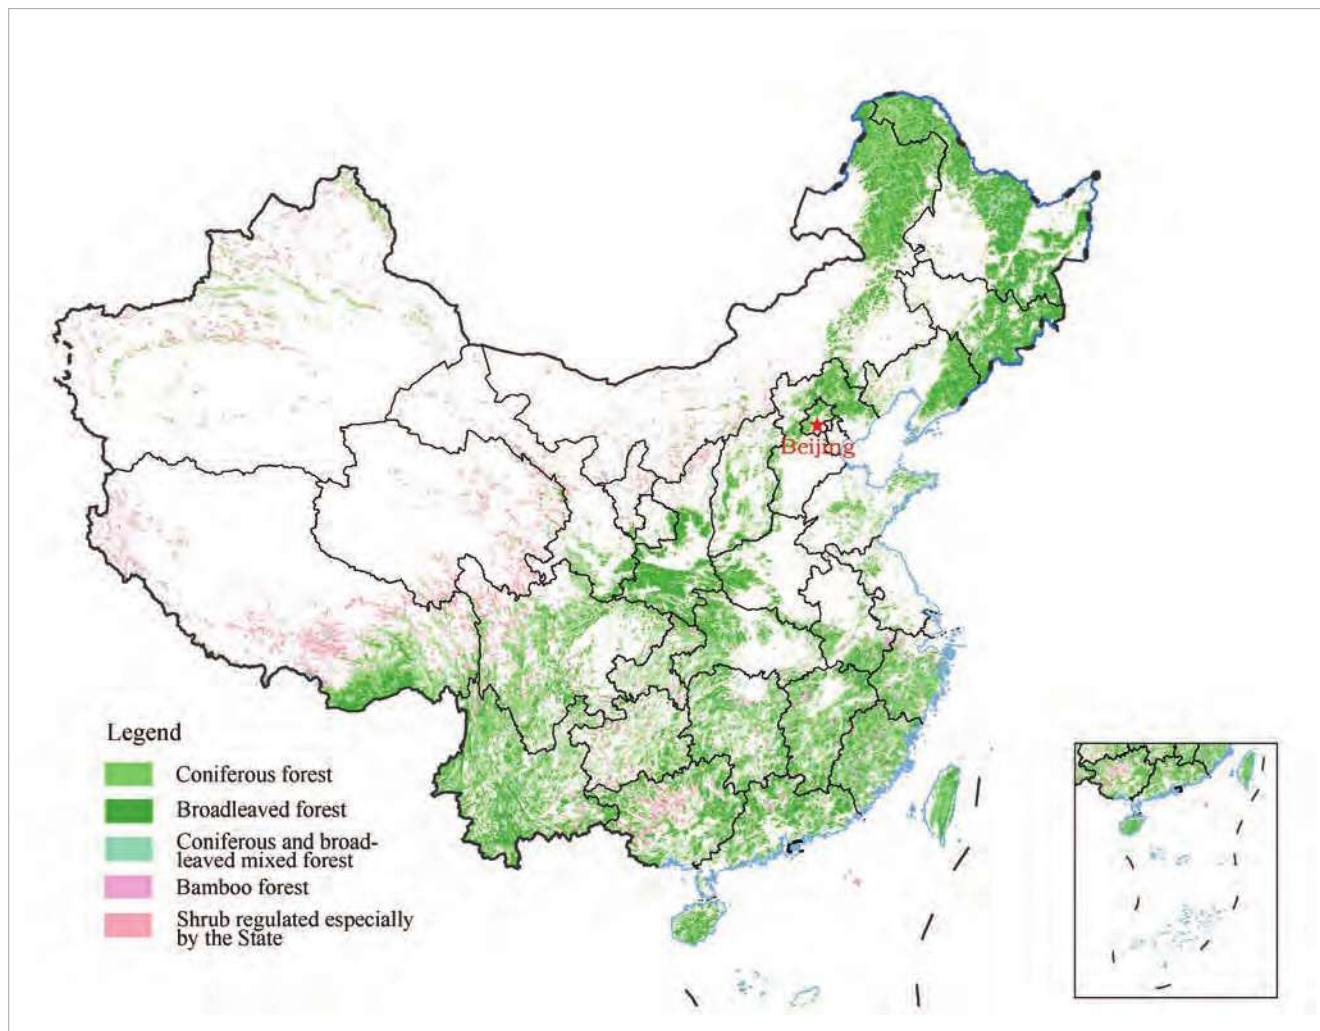 Beijing
Legend
Coniferous forest
Broadleaved forest
Coniferous and broad-
leaved mixed forest
Bamboo forest
Shrub regulated especially
by the State